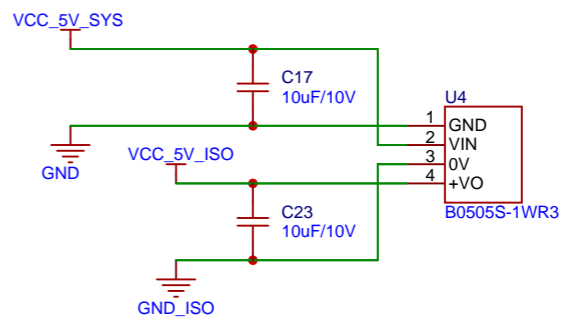 VCC_5V_SYS
C17
10uF/10V
GND
VCC_5V_ISO
C23
10uF/10V
GND_ISO
U4
1 GND
2 VIN
3 0V
4 +VO
B0505S-1WR3